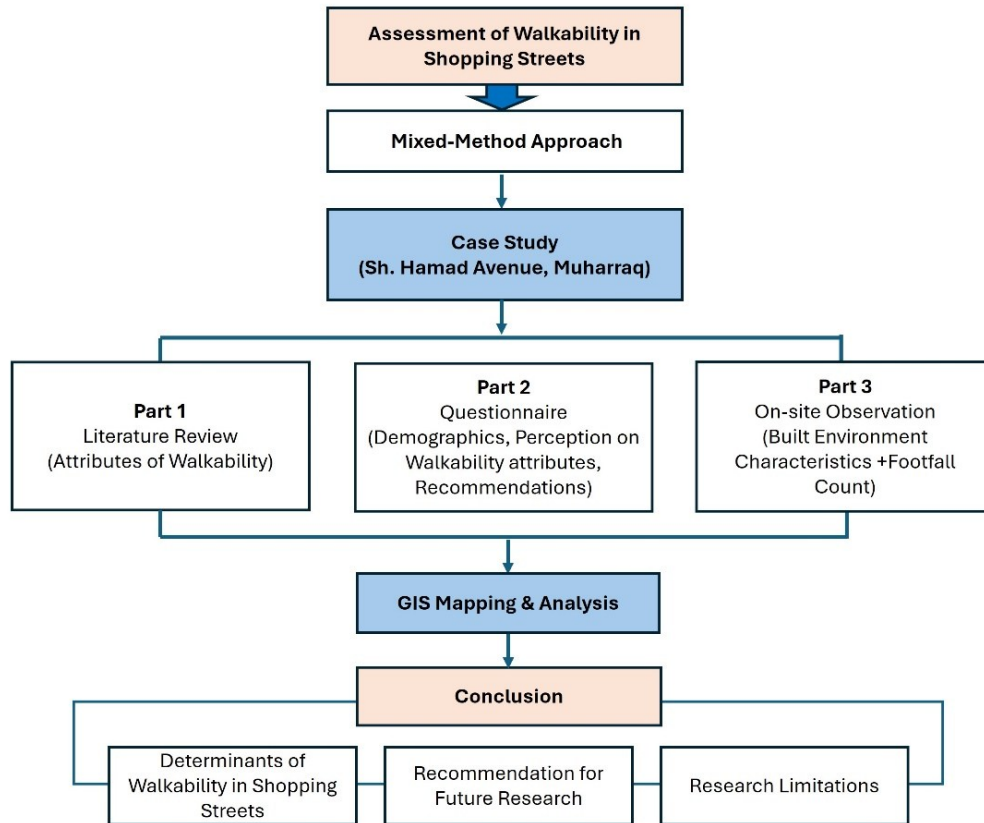 Assessment of Walkability in
Shopping Streets
Mixed-Method Approach
Case Study
(Sh. Hamad Avenue, Muharraq)
Part 1
Literature Review
(Attributes of Walkability)
Part 2
Questionnaire
(Demographics, Perception on
Walkability attributes,
Recommendations)
Part 3
On-site Observation
(Built Environment
Characteristics +Footfall
Count)
GIS Mapping & Analysis
Conclusion
Determinants of
Walkability in Shopping
Streets
Recommendation for
Future Research
Research Limitations